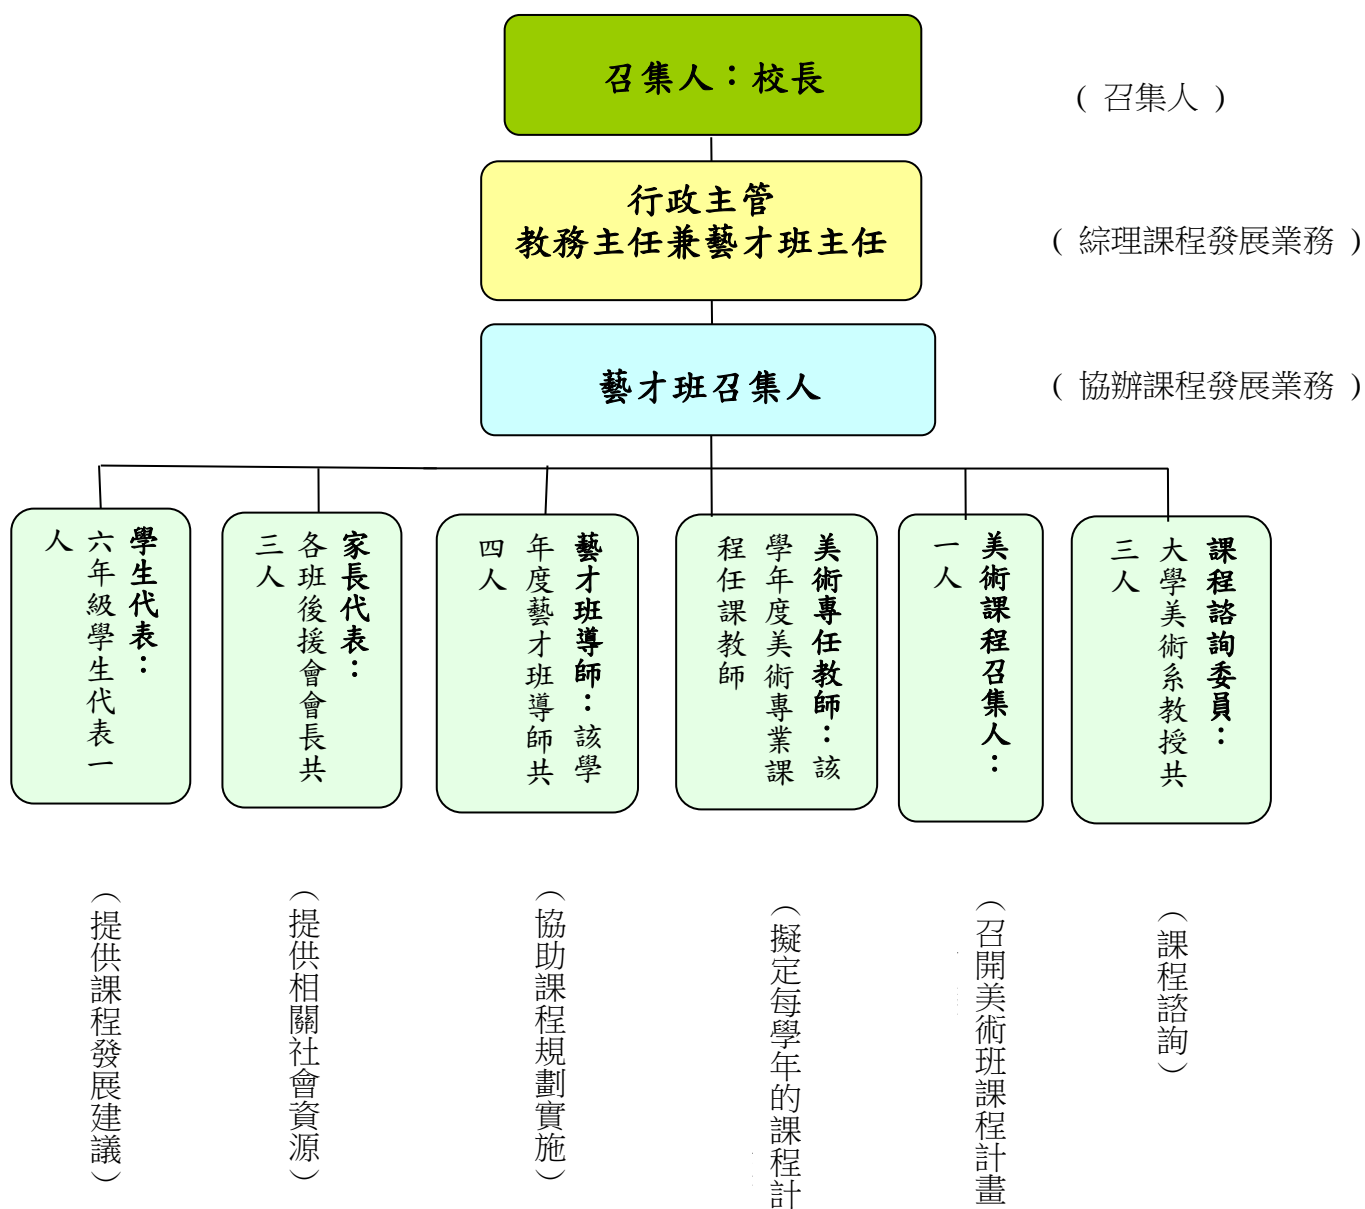 召集人：校長
( 召集人 )
行政主管
教務主任兼藝才班主任
( 綜理課程發展業務 )
藝才班召集人
( 協辦課程發展業務 )
課程諮詢委員：
大學美術系教授共
三人
美術課程召集人：
一人
美術專任教師：該
學年度美術專業課
程任課教師
藝才班導師：該學
年度藝才班導師共
四人
家長代表：
各班後援會會長共
三人
學生代表：
六年級學生代表一
人
（課程諮詢）
（召開美術班課程計畫
（擬定每學年的課程計
（協助課程規劃實施）
（提供相關社會資源）
（提供課程發展建議）